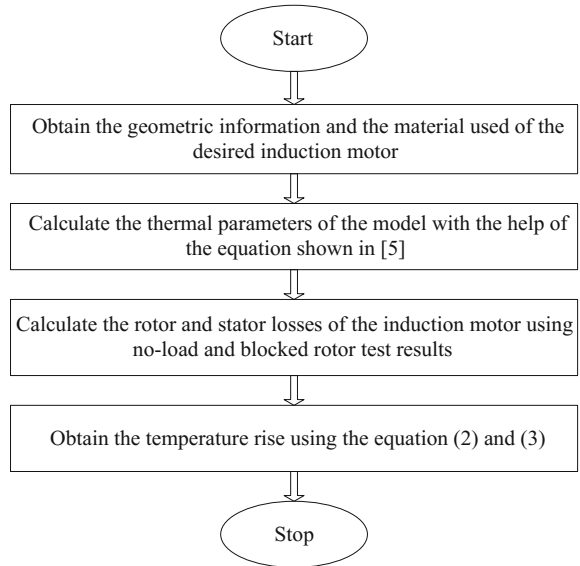 Start
Obtain the geometric information and the material used of the
desired induction motor
Calculate the thermal parameters of the model with the help of
the equation shown in [5]
Calculate the rotor and stator losses of the induction motor using
no-load and blocked rotor test results
Obtain the temperature rise using the equation (2) and (3)
Stop